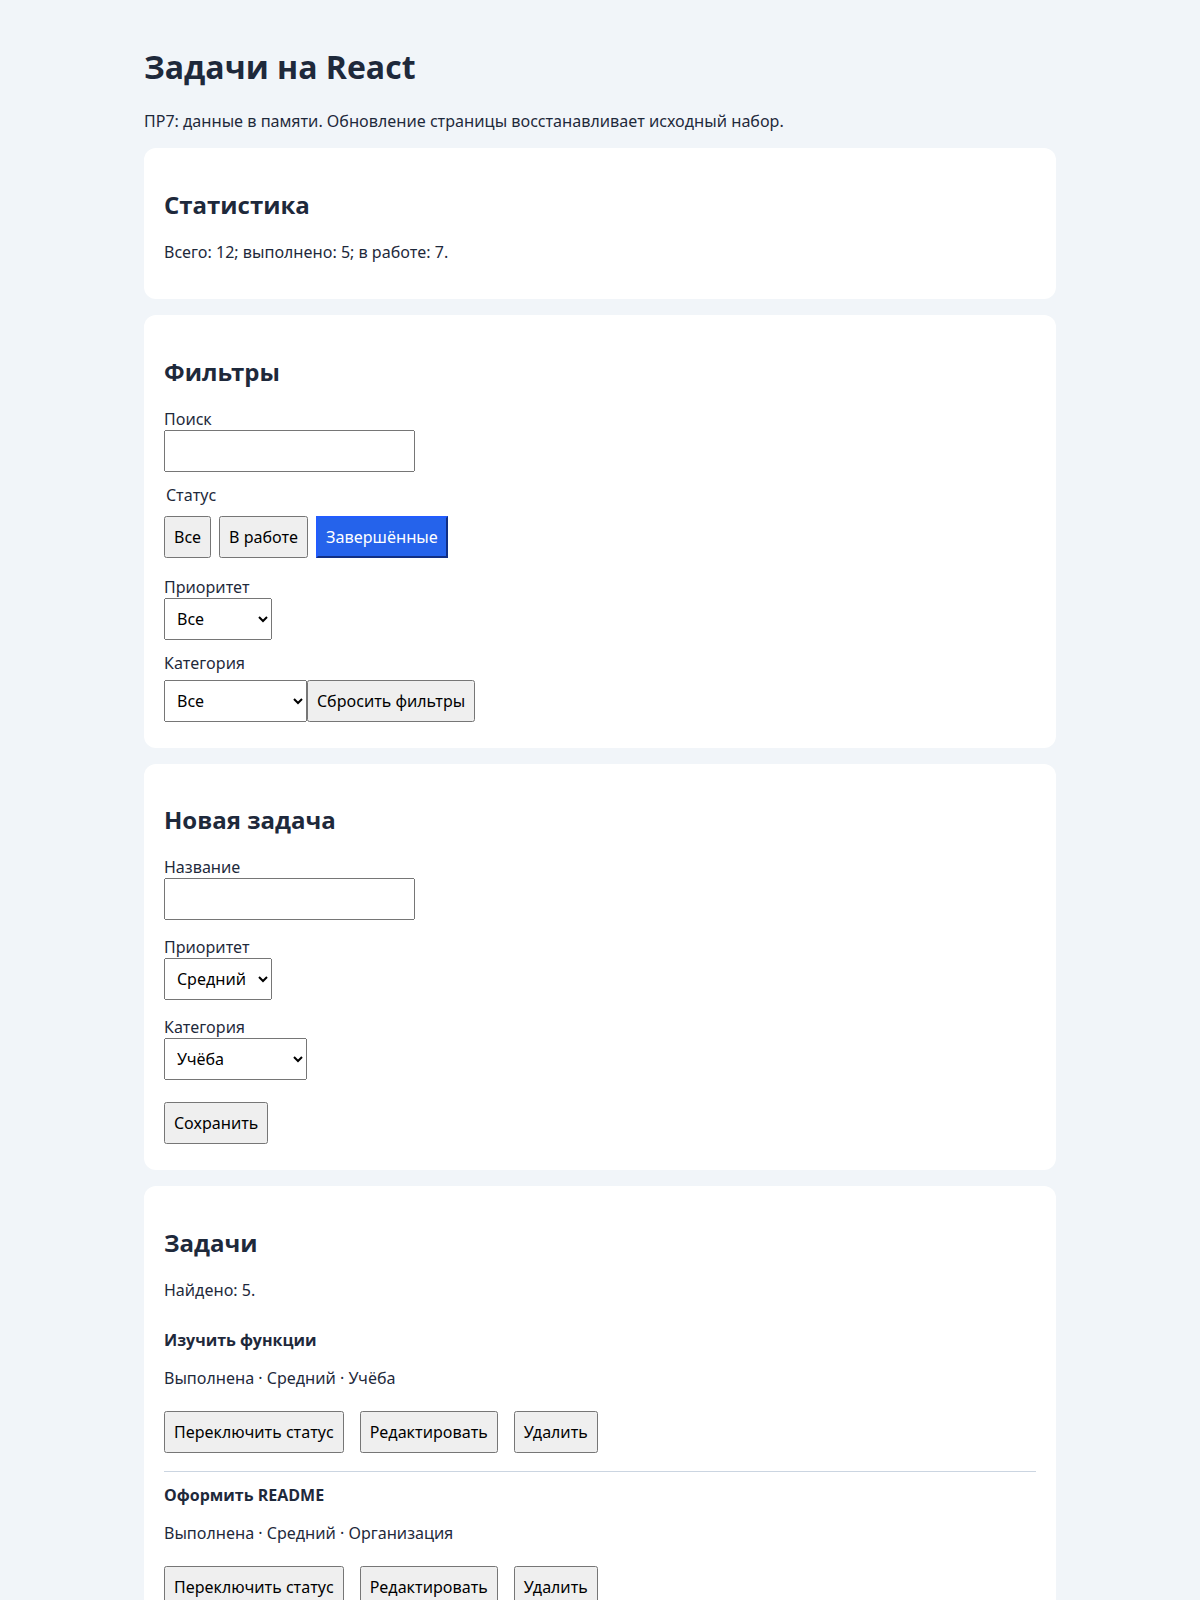 Задачи на React
ПР7: данные в памяти. Обновление страницы восстанавливает исходный набор.
Статистика
Всего: 12; выполнено: 5; в работе: 7.
Фильтры
Поиск
Статус
Все В работе Завершённые
Приоритет
Все
Категория
Все Сбросить фильтры
Новая задача
Название
Приоритет
Средний
Категория
Учёба
Сохранить
Задачи
Найдено: 5.
Изучить функции
Выполнена · Средний · Учёба
Переключить статус Редактировать Удалить
Оформить README
Выполнена · Средний · Организация
Переключить статус Редактировать Удалить